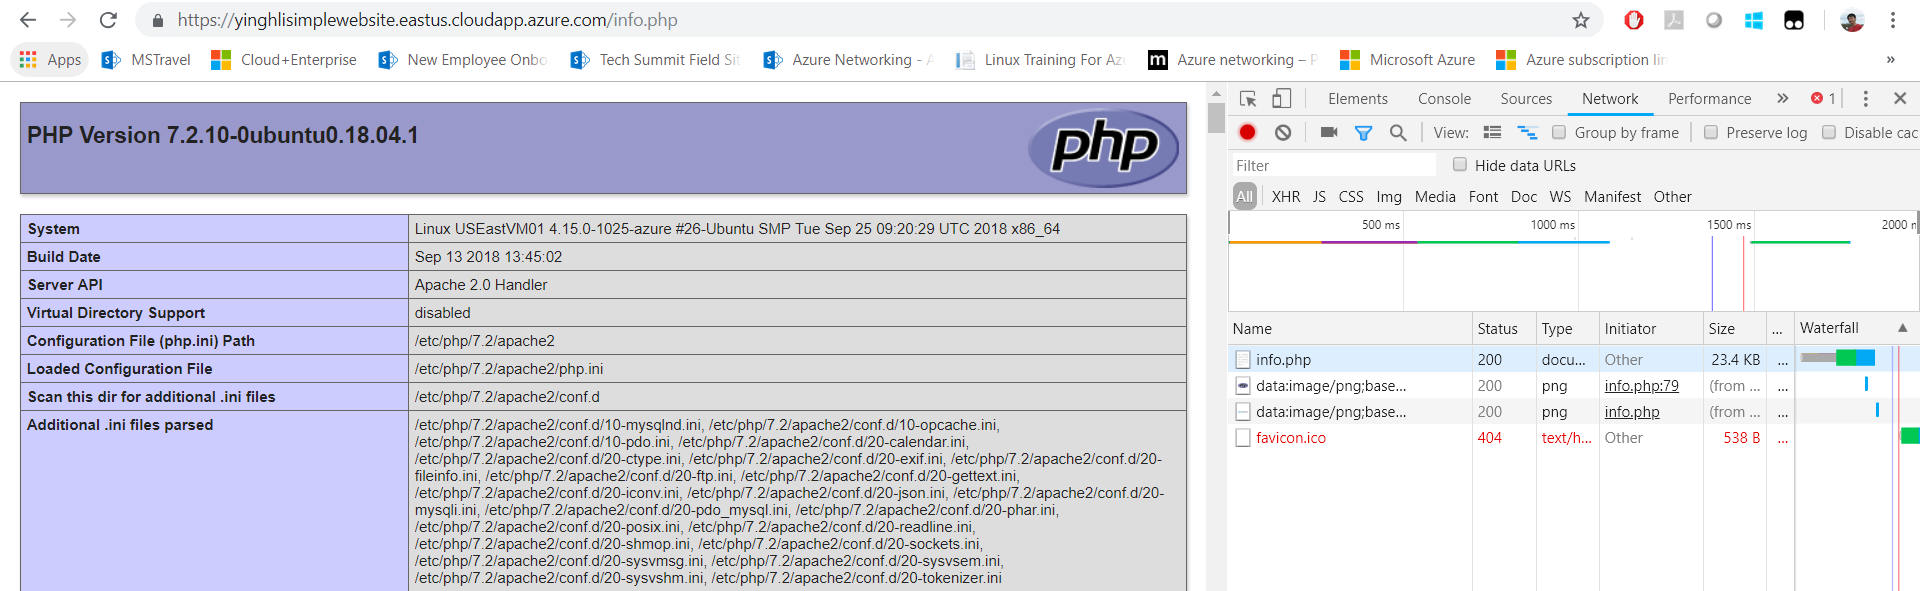 https://yinghlisimplewebsite.eastus.cloudapp.azure.com/info.php
Apps MSTravel Cloud+Enterprise New Employee Onbo Tech Summit Field Sit Azure Networking - A Linux Training For Az Azure networking – P Microsoft Azure Azure subscription lin »
PHP Version 7.2.10-0ubuntu0.18.04.1
php
System Linux USEastVM01 4.15.0-1025-azure #26-Ubuntu SMP Tue Sep 25 09:20:29 UTC 2018 x86_64
Build Date Sep 13 2018 13:45:02
Server API Apache 2.0 Handler
Virtual Directory Support disabled
Configuration File (php.ini) Path /etc/php/7.2/apache2
Loaded Configuration File /etc/php/7.2/apache2/php.ini
Scan this dir for additional .ini files /etc/php/7.2/apache2/conf.d
Additional .ini files parsed /etc/php/7.2/apache2/conf.d/10-mysqlnd.ini, /etc/php/7.2/apache2/conf.d/10-opcache.ini,
/etc/php/7.2/apache2/conf.d/10-pdo.ini, /etc/php/7.2/apache2/conf.d/20-calendar.ini,
/etc/php/7.2/apache2/conf.d/20-ctype.ini, /etc/php/7.2/apache2/conf.d/20-exif.ini, /etc/php/7.2/apache2/conf.d/20-
fileinfo.ini, /etc/php/7.2/apache2/conf.d/20-ftp.ini, /etc/php/7.2/apache2/conf.d/20-gettext.ini,
/etc/php/7.2/apache2/conf.d/20-iconv.ini, /etc/php/7.2/apache2/conf.d/20-json.ini, /etc/php/7.2/apache2/conf.d/20-
mysqli.ini, /etc/php/7.2/apache2/conf.d/20-pdo_mysql.ini, /etc/php/7.2/apache2/conf.d/20-phar.ini,
/etc/php/7.2/apache2/conf.d/20-posix.ini, /etc/php/7.2/apache2/conf.d/20-readline.ini,
/etc/php/7.2/apache2/conf.d/20-shmop.ini, /etc/php/7.2/apache2/conf.d/20-sockets.ini,
/etc/php/7.2/apache2/conf.d/20-sysvmsg.ini, /etc/php/7.2/apache2/conf.d/20-sysvsem.ini,
/etc/php/7.2/apache2/conf.d/20-sysvshm.ini, /etc/php/7.2/apache2/conf.d/20-tokenizer.ini
Elements Console Sources Network Performance » 1
View: Group by frame Preserve log Disable cac
Filter Hide data URLs
All XHR JS CSS Img Media Font Doc WS Manifest Other
500 ms 1000 ms 1500 ms 2000 n
Name Status Type Initiator Size ... Waterfall
info.php 200 docu... Other 23.4 KB ...
data:image/png;base... 200 png info.php:79 (from ... ...
data:image/png;base... 200 png info.php (from ... ...
favicon.ico 404 text/h... Other 538 B ...